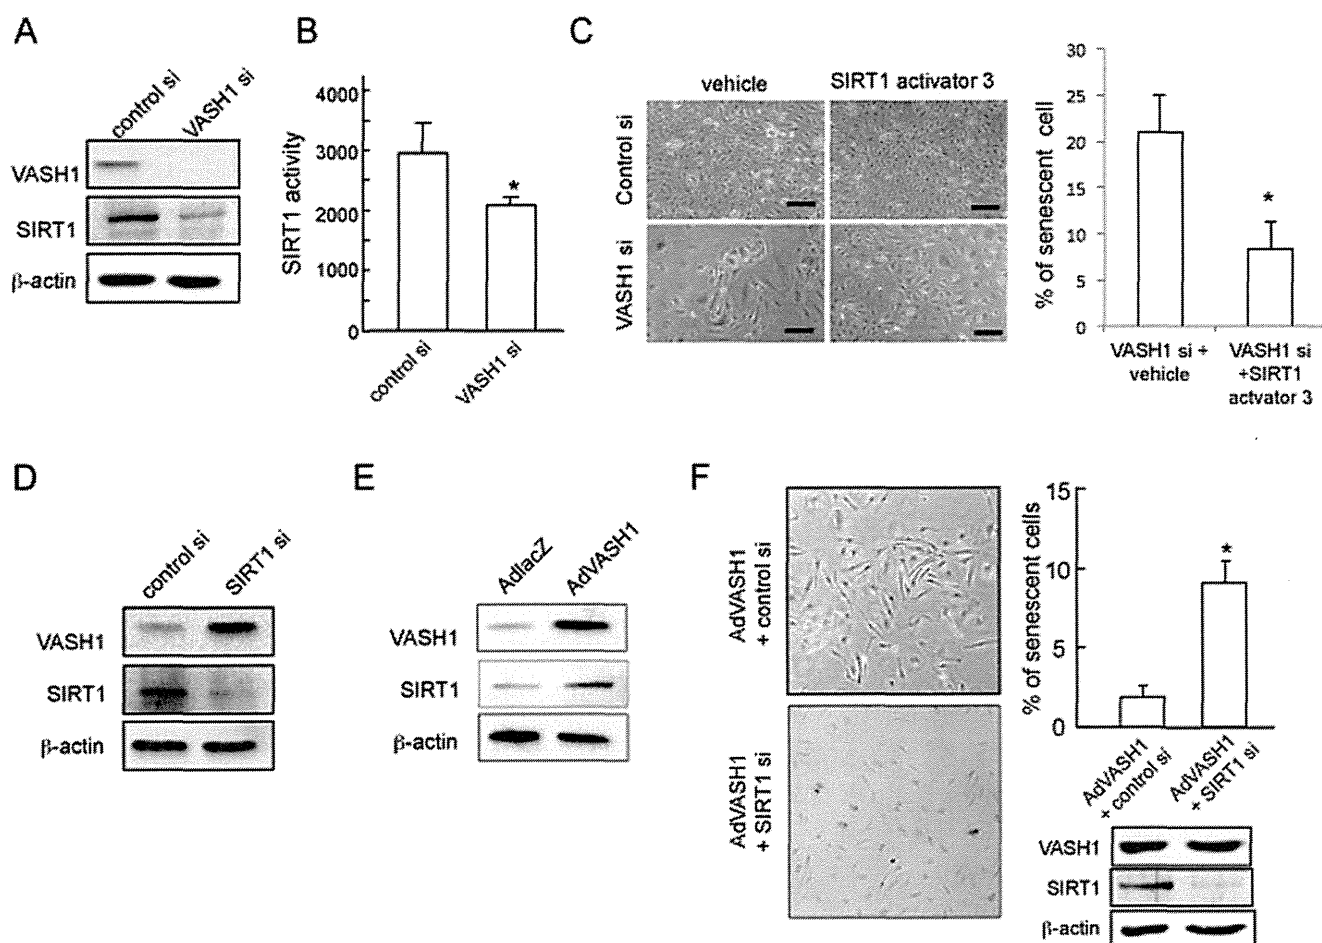 A
control si
VASH1 si
VASH1
SIRT1
β-actin
B
SIRT1 activity
4000
3000
2000
1000
0
*
control si
VASH1 si
C
vehicle
SIRT1 activator 3
Control si
VASH1 si
% of senescent cell
30
25
20
15
10
5
0
*
VASH1 si +
vehicle
VASH1 si
+SIRT1
actvator 3
D
control si
SIRT1 si
VASH1
SIRT1
β-actin
E
AdlacZ
AdVASH1
VASH1
SIRT1
β-actin
F
AdVASH1
+ control si
AdVASH1
+ SIRT1 si
% of senescent cells
15
10
5
0
*
AdVASH1
+ control si
AdVASH1
+ SIRT1 si
VASH1
SIRT1
β-actin